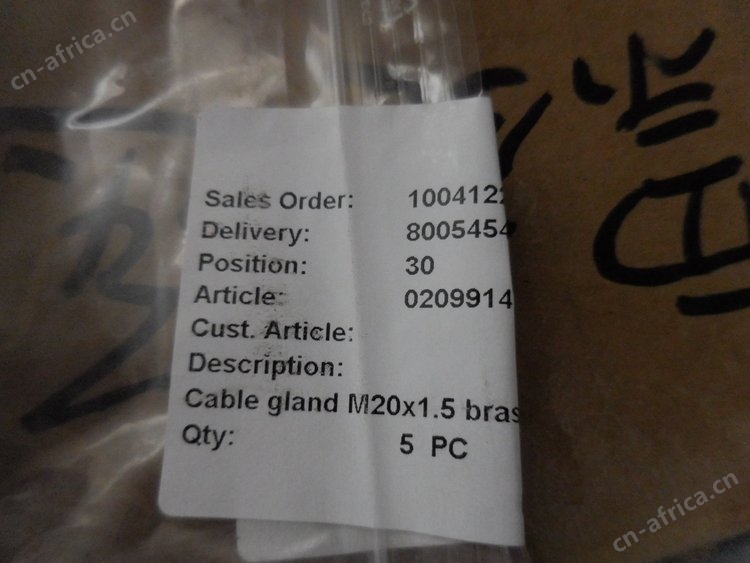 cn-africa.cn
Sales Order: 1004122
Delivery: 8005454
Position: 30
Article: 0209914
Cust. Article:
Description:
Cable gland M20x1.5 bras
Qty: 5 PC
cn-africa.cn